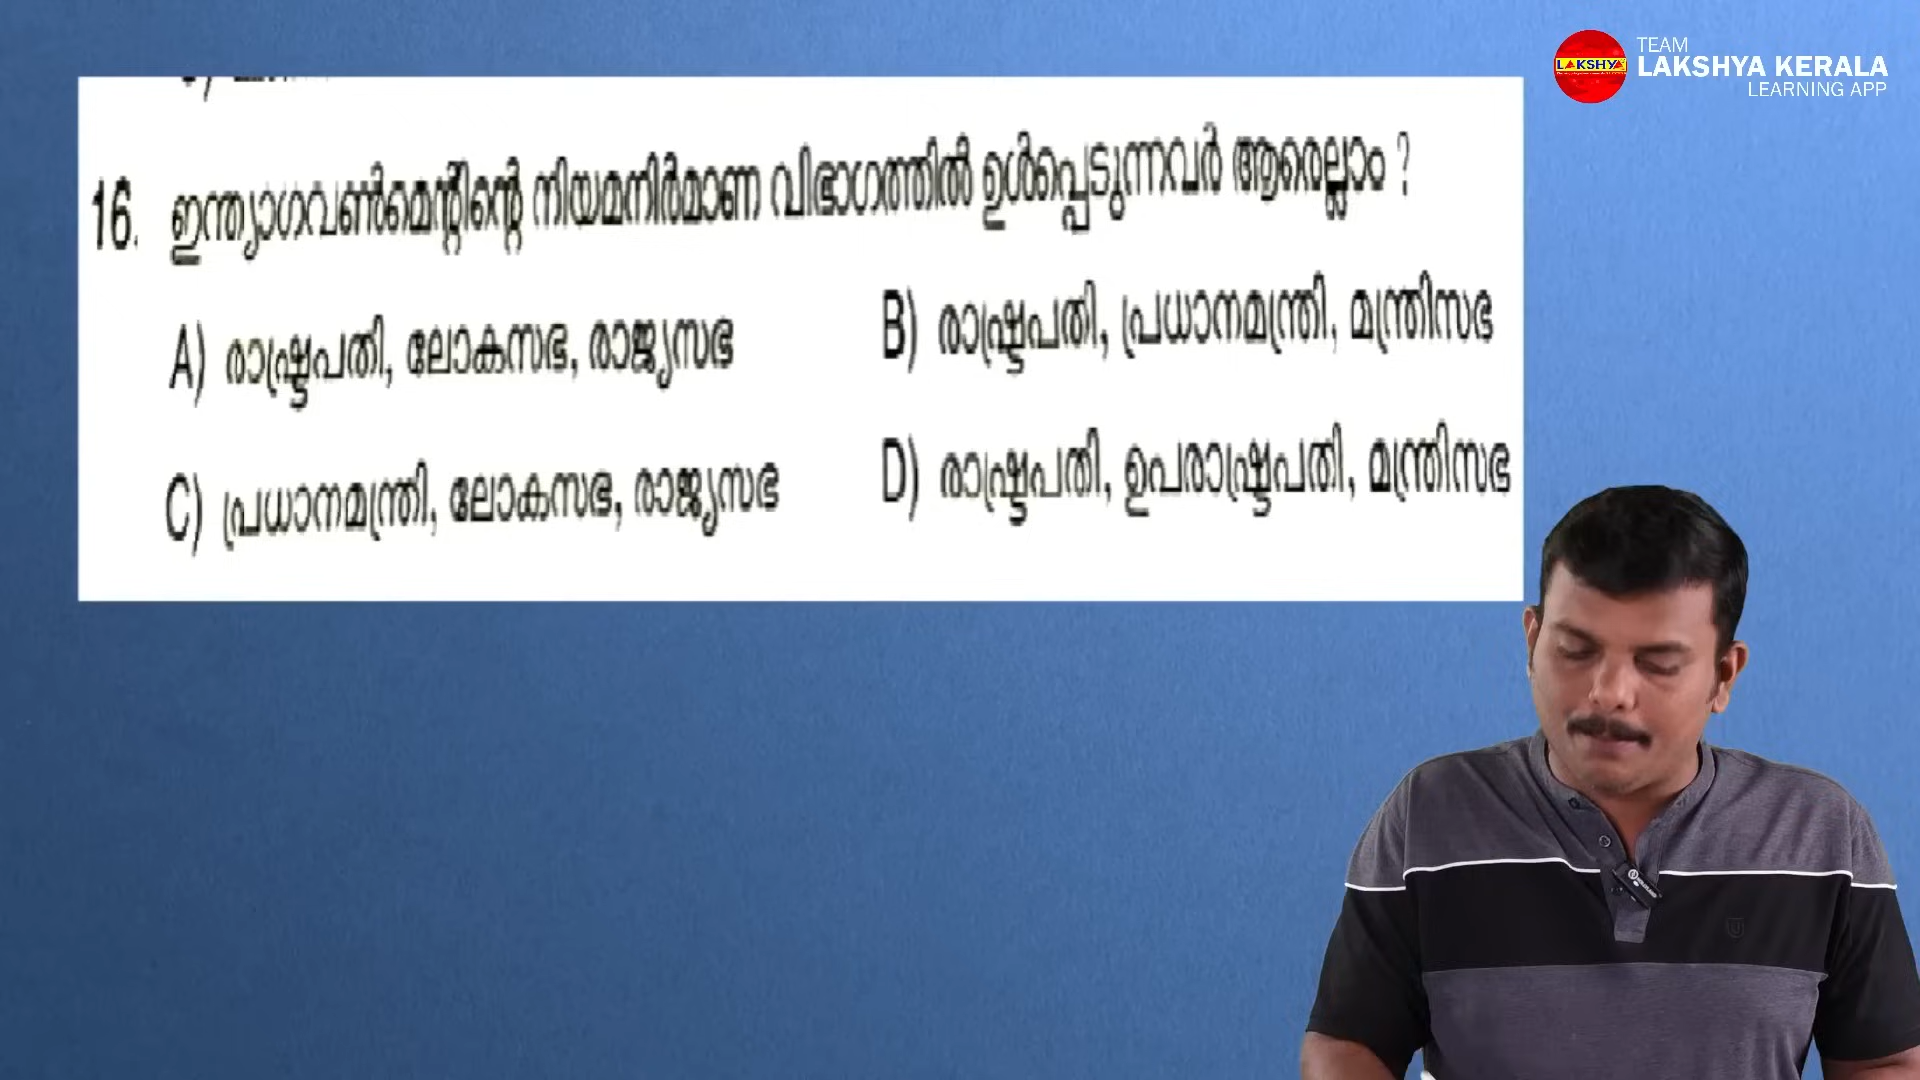 TEAM
LAKSHYA KERALA
LEARNING APP
LAKSHYA
16. ഇന്ത്യാഗവൺമെന്റിന്റെ നിയമനിർമാണ വിഭാഗത്തിൽ ഉൾപ്പെടുന്നവർ ആരെല്ലാം ?
A) രാഷ്ട്രപതി, ലോകസഭ, രാജ്യസഭ
B) രാഷ്ട്രപതി, പ്രധാനമന്ത്രി, മന്ത്രിസഭ
C) പ്രധാനമന്ത്രി, ലോകസഭ, രാജ്യസഭ
D) രാഷ്ട്രപതി, ഉപരാഷ്ട്രപതി, മന്ത്രിസഭ